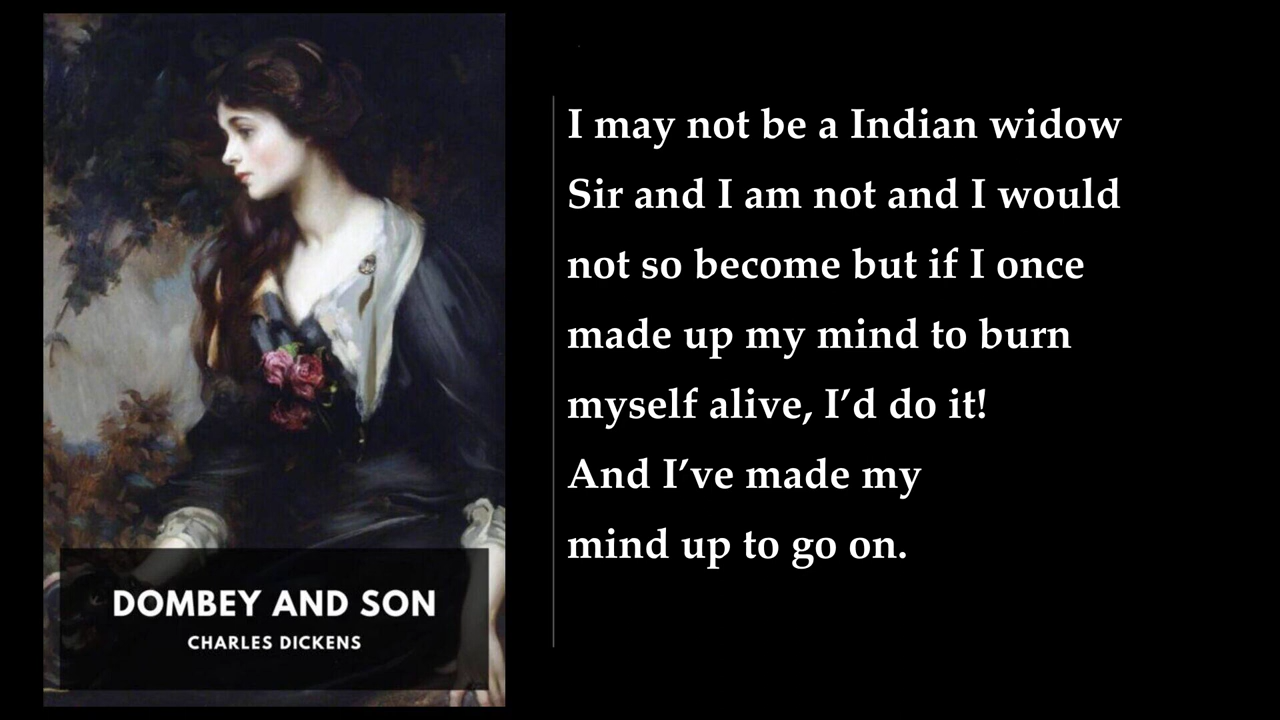 DOMBEY AND SON
CHARLES DICKENS
I may not be a Indian widow
Sir and I am not and I would
not so become but if I once
made up my mind to burn
myself alive, I’d do it!
And I’ve made my
mind up to go on.